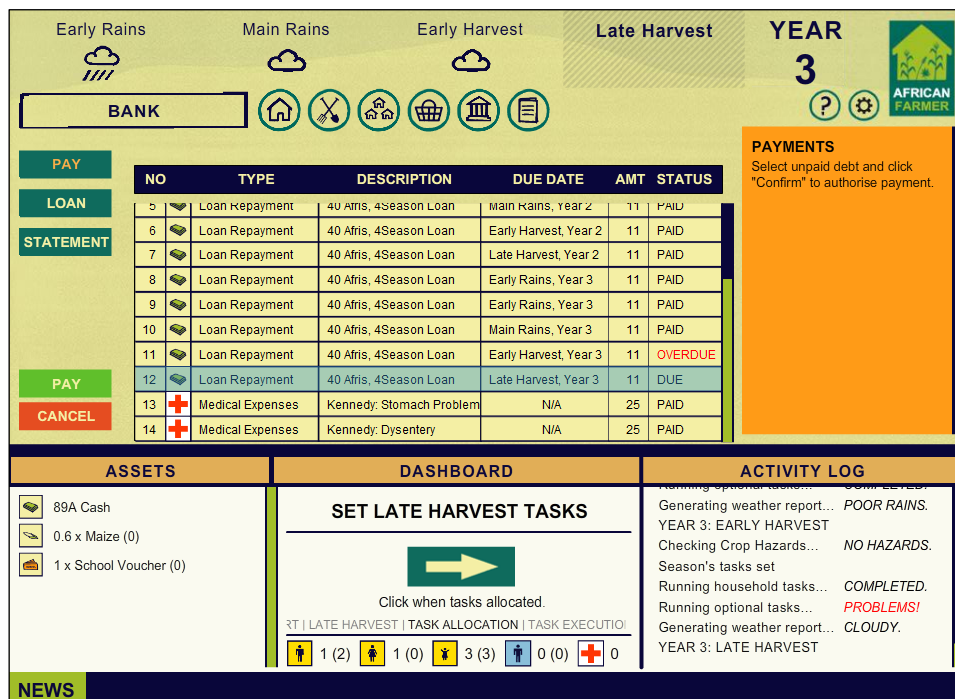 Early Rains Main Rains Early Harvest Late Harvest YEAR
3
AFRICAN
FARMER
BANK
?
PAY
LOAN
STATEMENT
PAY
CANCEL
NO TYPE DESCRIPTION DUE DATE AMT STATUS
5 Loan Repayment 40 Afris, 4Season Loan Main Rains, Year 2 11 PAID
6 Loan Repayment 40 Afris, 4Season Loan Early Harvest, Year 2 11 PAID
7 Loan Repayment 40 Afris, 4Season Loan Late Harvest, Year 2 11 PAID
8 Loan Repayment 40 Afris, 4Season Loan Early Rains, Year 3 11 PAID
9 Loan Repayment 40 Afris, 4Season Loan Early Rains, Year 3 11 PAID
10 Loan Repayment 40 Afris, 4Season Loan Main Rains, Year 3 11 PAID
11 Loan Repayment 40 Afris, 4Season Loan Early Harvest, Year 3 11 OVERDUE
12 Loan Repayment 40 Afris, 4Season Loan Late Harvest, Year 3 11 DUE
13 Medical Expenses Kennedy: Stomach Problem N/A 25 PAID
14 Medical Expenses Kennedy: Dysentery N/A 25 PAID
PAYMENTS
Select unpaid debt and click
"Confirm" to authorise payment.
ASSETS
89A Cash
0.6 x Maize (0)
1 x School Voucher (0)
DASHBOARD
SET LATE HARVEST TASKS
Click when tasks allocated.
RT | LATE HARVEST | TASK ALLOCATION | TASK EXECUTIO
1 (2) 1 (0) 3 (3) 0 (0) 0
ACTIVITY LOG
Running optional tasks... COMPLETED.
Generating weather report... POOR RAINS.
YEAR 3: EARLY HARVEST
Checking Crop Hazards... NO HAZARDS.
Season's tasks set
Running household tasks... COMPLETED.
Running optional tasks... PROBLEMS!
Generating weather report... CLOUDY.
YEAR 3: LATE HARVEST
NEWS